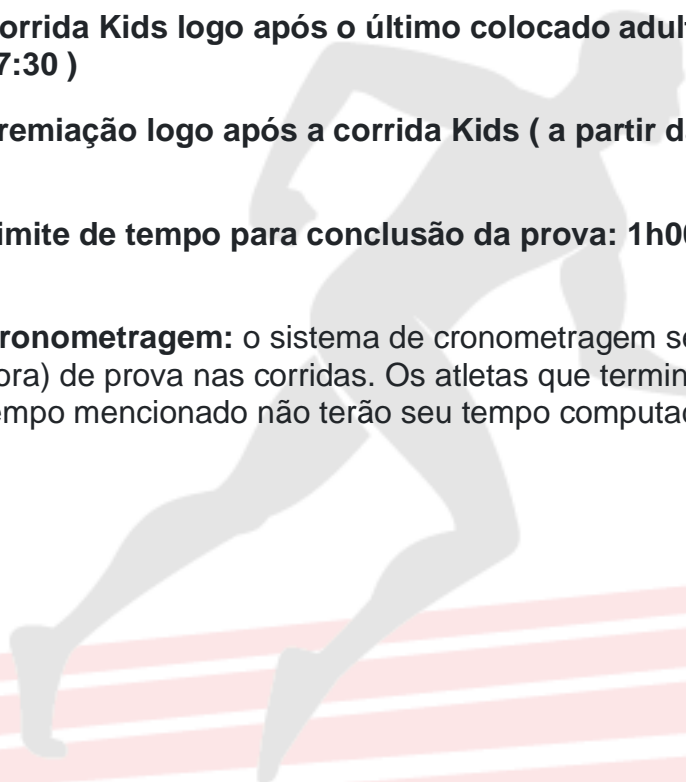 orrida Kids logo após o último colocado adul
7:30 )
remiação logo após a corrida Kids ( a partir d
imite de tempo para conclusão da prova: 1h0
ronometragem: o sistema de cronometragem s
ora) de prova nas corridas. Os atletas que termin
empo mencionado não terão seu tempo computa